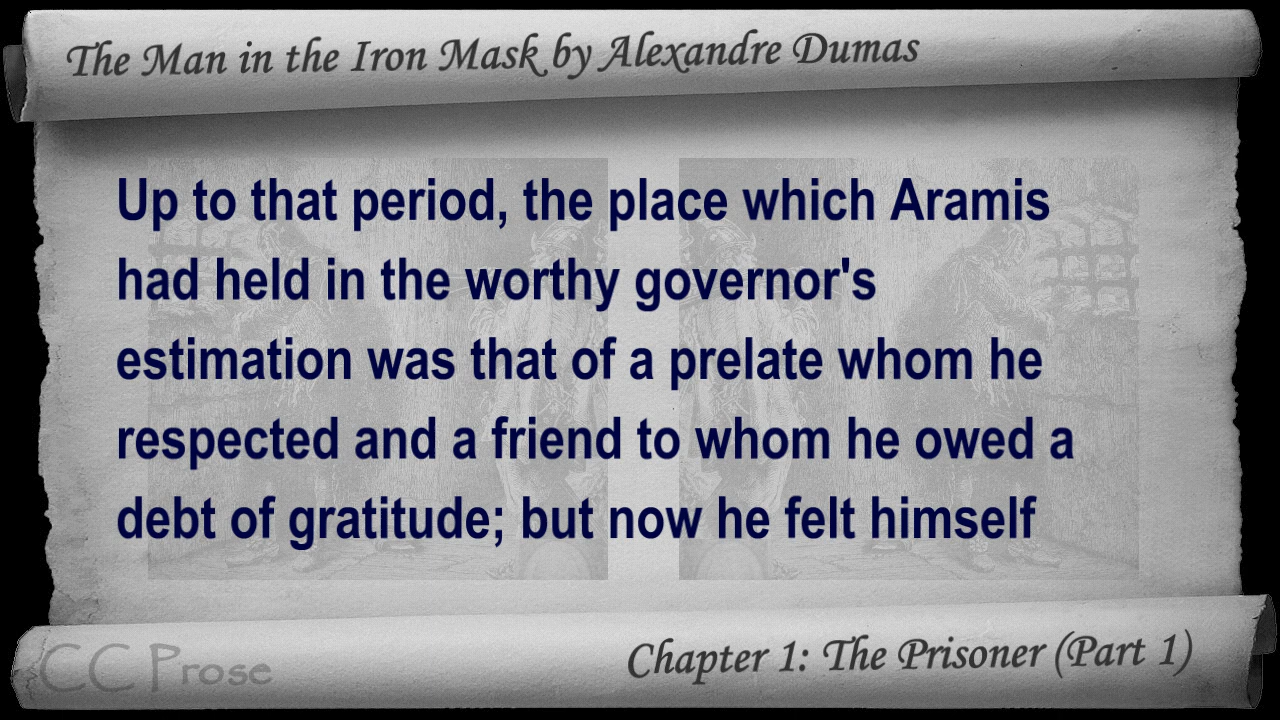 The Man in the Iron Mask by Alexandre Dumas
Up to that period, the place which Aramis
had held in the worthy governor's
estimation was that of a prelate whom he
respected and a friend to whom he owed a
debt of gratitude; but now he felt himself
CC Prose
Chapter 1: The Prisoner (Part 1)